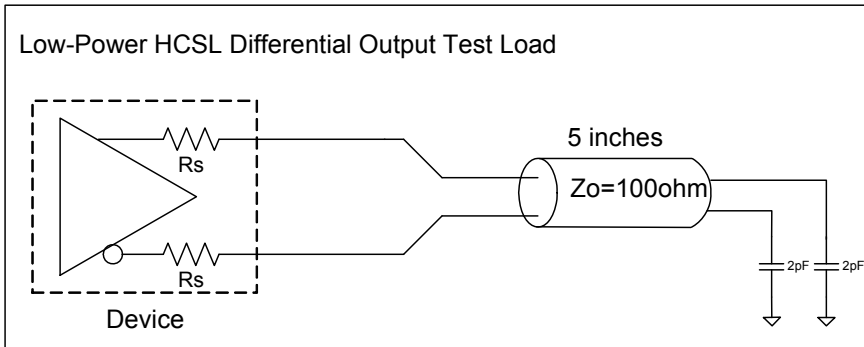 Low-Power HCSL Differential Output Test Load
Rs
5 inches
Zo=100ohm
Rs
2pF
2pF
Device